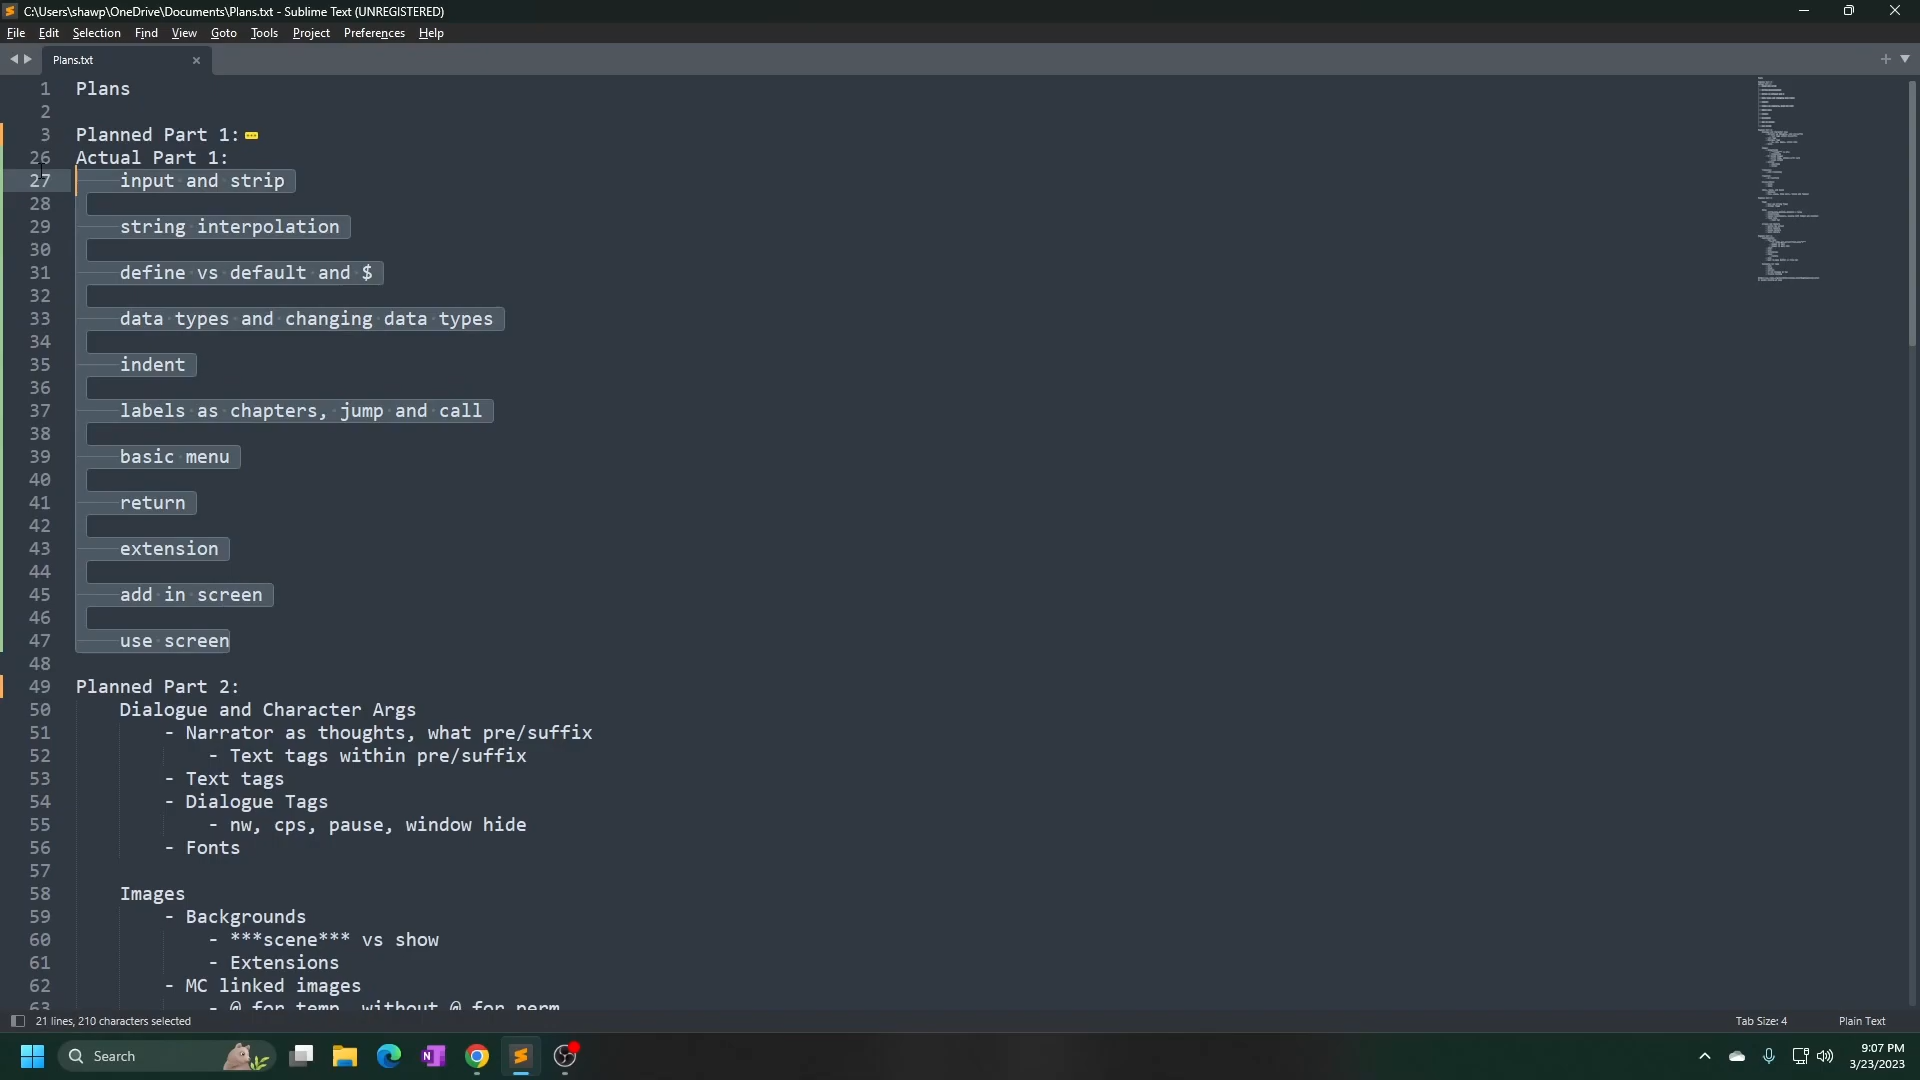 C:\Users\shawp\OneDrive\Documents\Plans.txt - Sublime Text (UNREGISTERED)
File Edit Selection Find View Goto Tools Project Preferences Help
Plans.txt
1 Plans
2
3 Planned Part 1:
26 Actual Part 1:
27 input and strip
28
29 string interpolation
30
31 define vs default and $
32
33 data types and changing data types
34
35 indent
36
37 labels as chapters, jump and call
38
39 basic menu
40
41 return
42
43 extension
44
45 add in screen
46
47 use screen
48
49 Planned Part 2:
50 Dialogue and Character Args
51 - Narrator as thoughts, what pre/suffix
52 - Text tags within pre/suffix
53 - Text tags
54 - Dialogue Tags
55 - nw, cps, pause, window hide
56 - Fonts
57
58 Images
59 - Backgrounds
60 - ***scene*** vs show
61 - Extensions
62 - MC linked images
63 - @ for temp, without @ for perm
21 lines, 210 characters selected
Tab Size: 4
Plain Text
Search
9:07 PM
3/23/2023